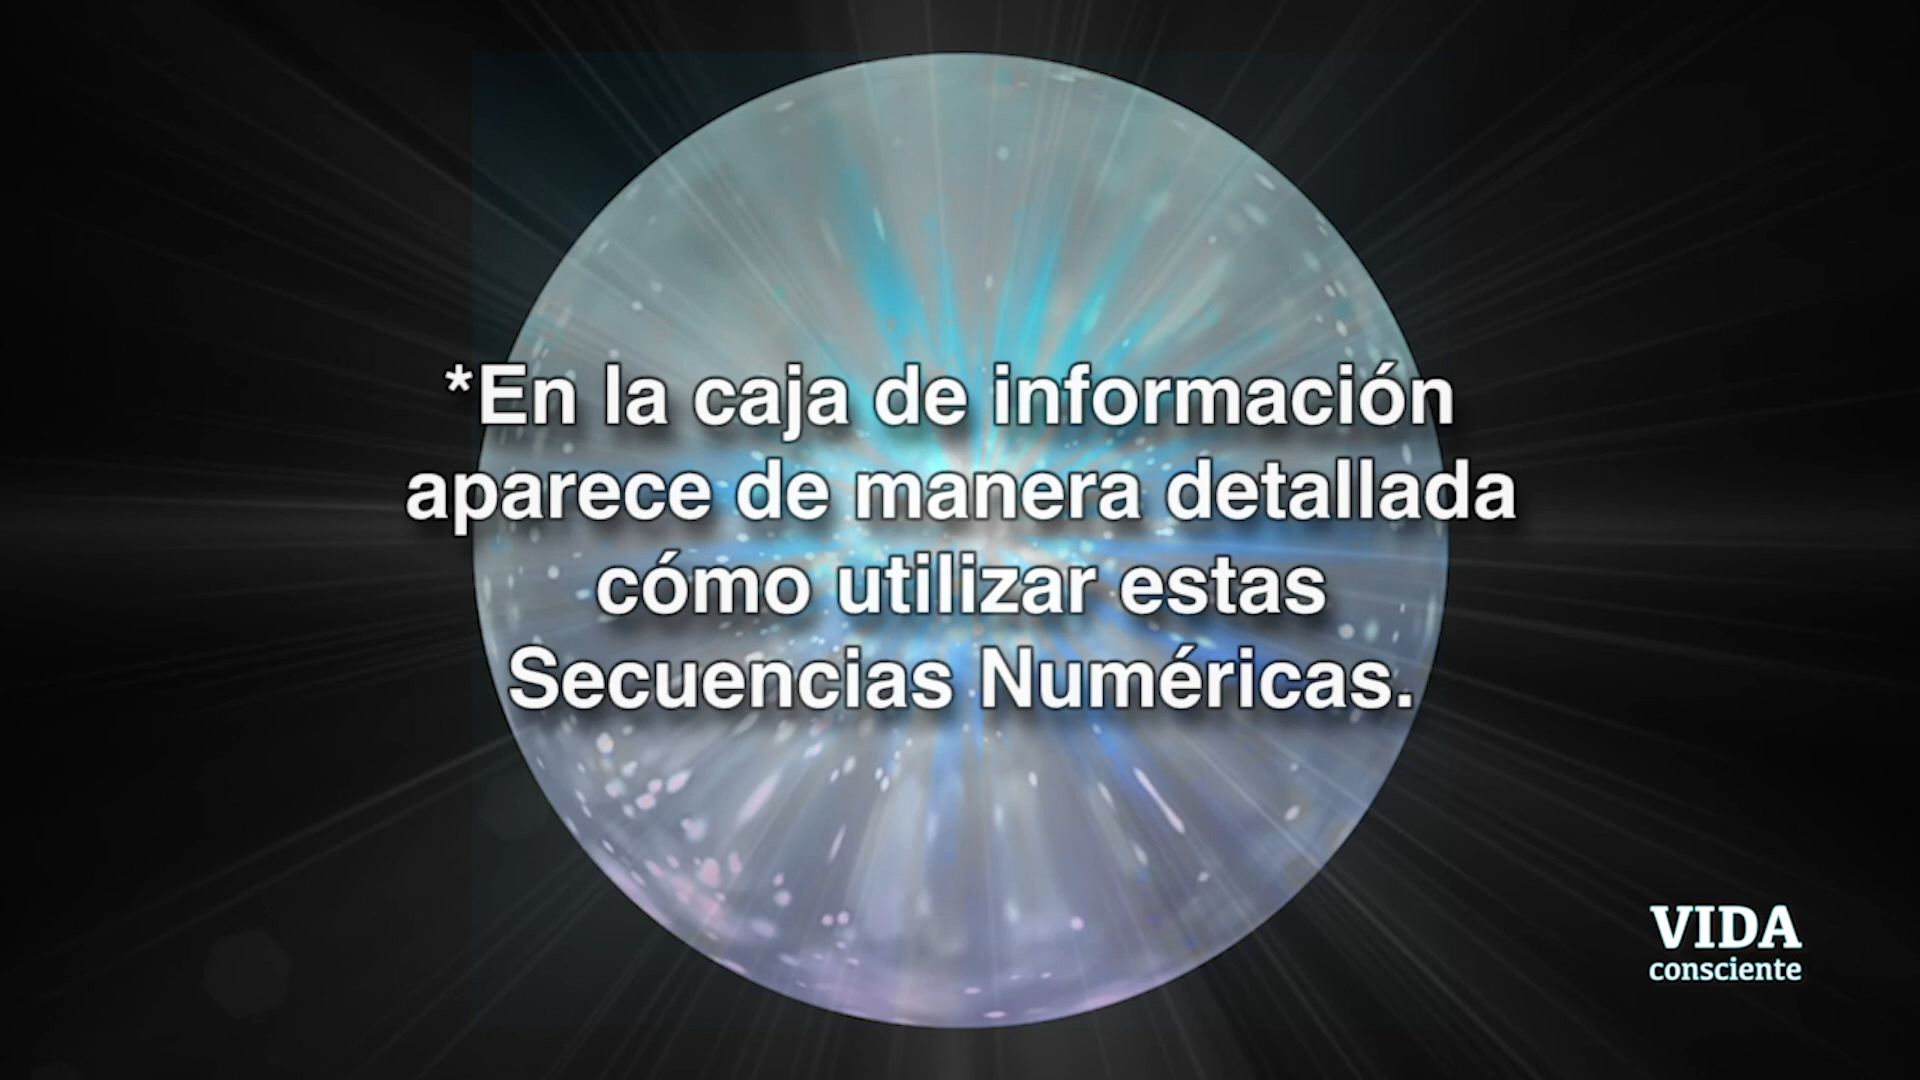 *En la caja de información
aparece de manera detallada
cómo utilizar estas
Secuencias Numéricas.
VIDA
consciente